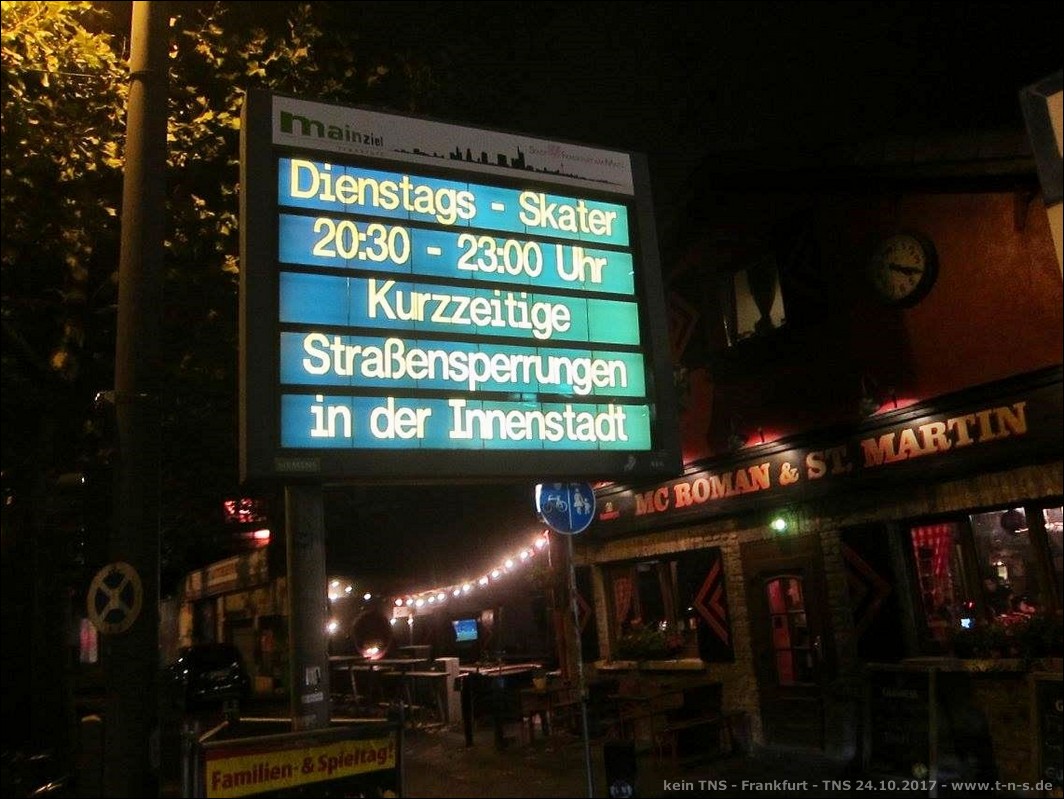 mainziel
Dienstags - Skater
20:30 - 23:00 Uhr
Kurzzeitige
Straßensperrungen
in der Innenstadt
SIEMENS
MC ROMAN & ST. MARTIN
Familien- & Spieltag!
kein TNS - Frankfurt - TNS 24.10.2017 - www.t-n-s.de